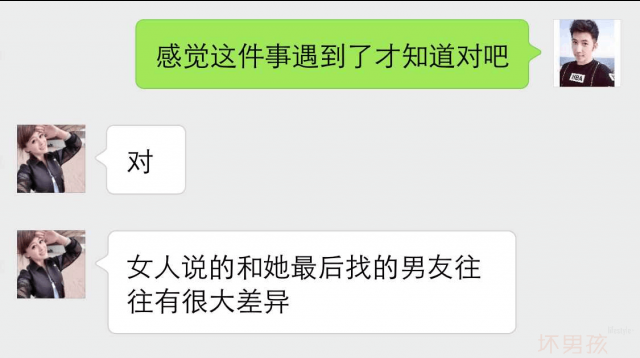 感觉这件事遇到了才知道对吧
对
女人说的和她最后找的男友往
往有很大差异
坏男孩